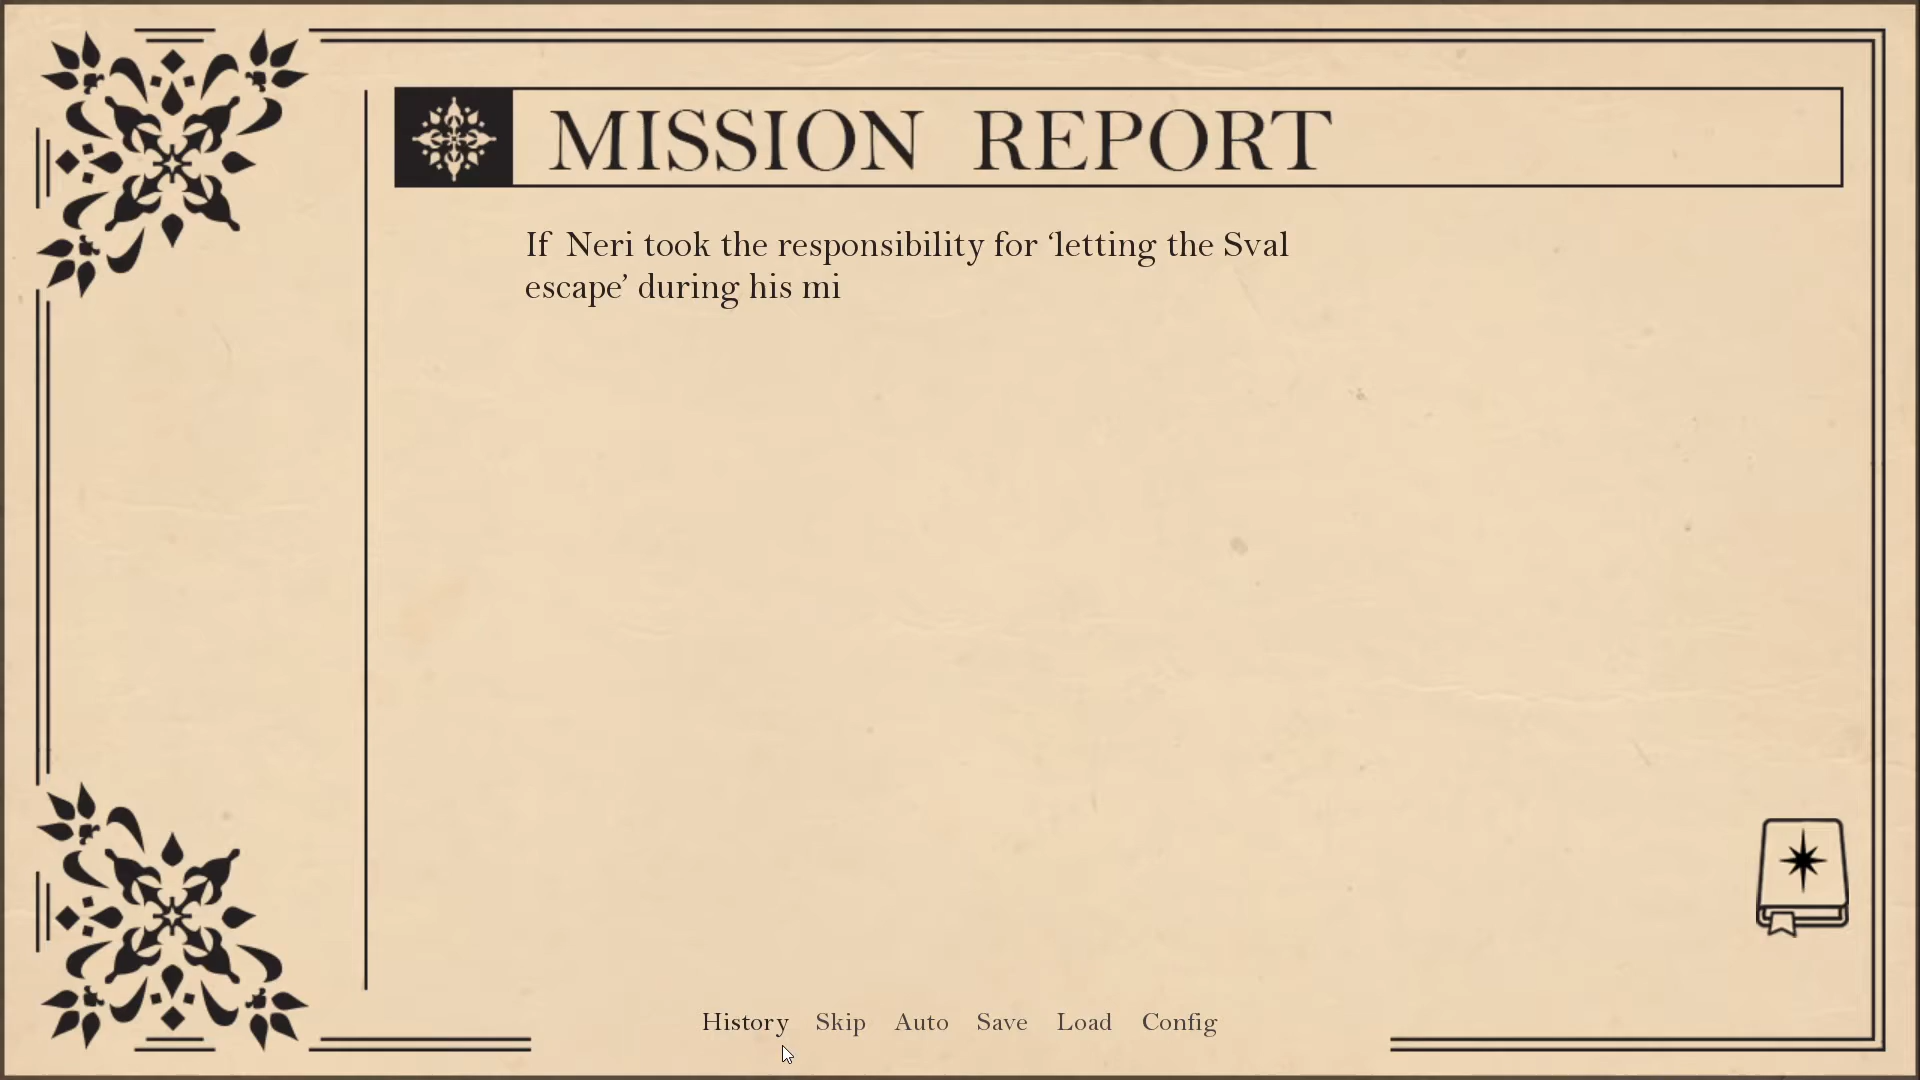 MISSION REPORT
If  Neri took the responsibility for ‘letting the Sval
escape’ during his mi
History Skip Auto Save Load Config